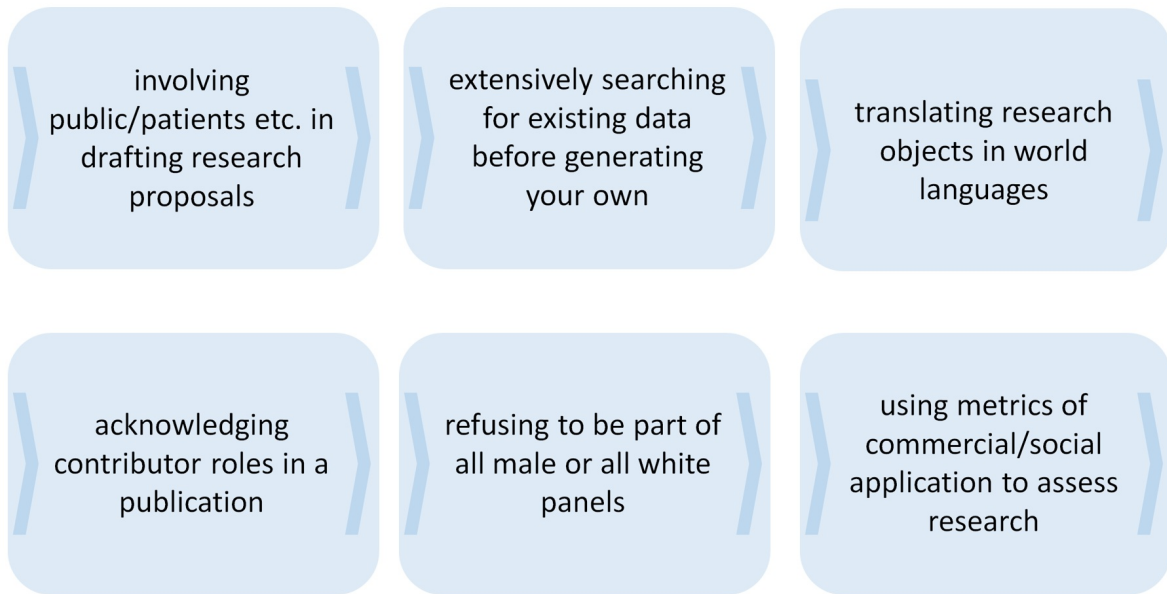 involving
public/patients etc. in
drafting research
proposals
extensively searching
for existing data
before generating
your own
translating research
objects in world
languages
acknowledging
contributor roles in a
publication
refusing to be part of
all male or all white
panels
using metrics of
commercial/social
application to assess
research